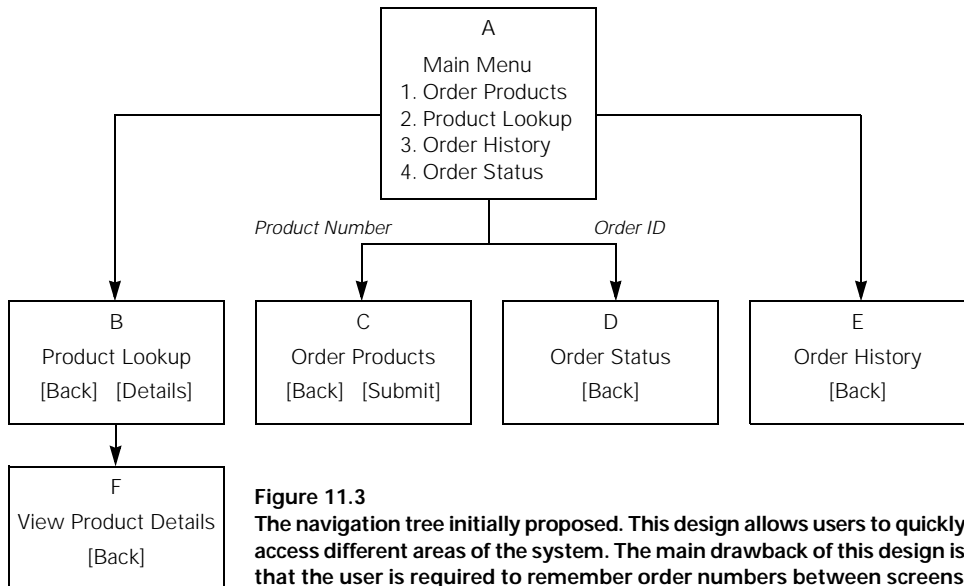 A
Main Menu
1. Order Products
2. Product Lookup
3. Order History
4. Order Status
Product Number
Order ID
B
Product Lookup
[Back] [Details]
C
Order Products
[Back] [Submit]
D
Order Status
[Back]
E
Order History
[Back]
F
View Product Details
[Back]
Figure 11.3
The navigation tree initially proposed. This design allows users to quickly
access different areas of the system. The main drawback of this design is
that the user is required to remember order numbers between screens